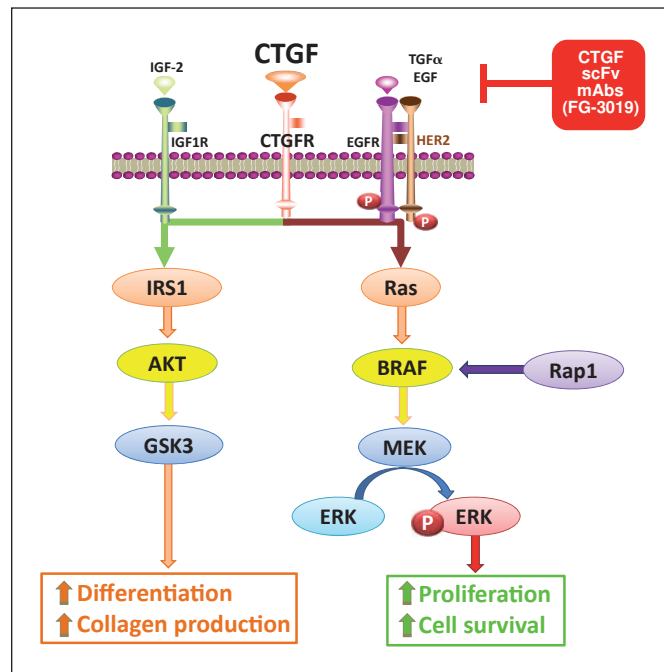 IGF-2
CTGF
TGFα
EGF
CTGF
scFv
mAbs
(FG-3019)
IGF1R
CTGFR
EGFR
HER2
P
P
IRS1
Ras
AKT
BRAF
Rap1
GSK3
MEK
ERK
P
ERK
Differentiation
Collagen production
Proliferation
Cell survival